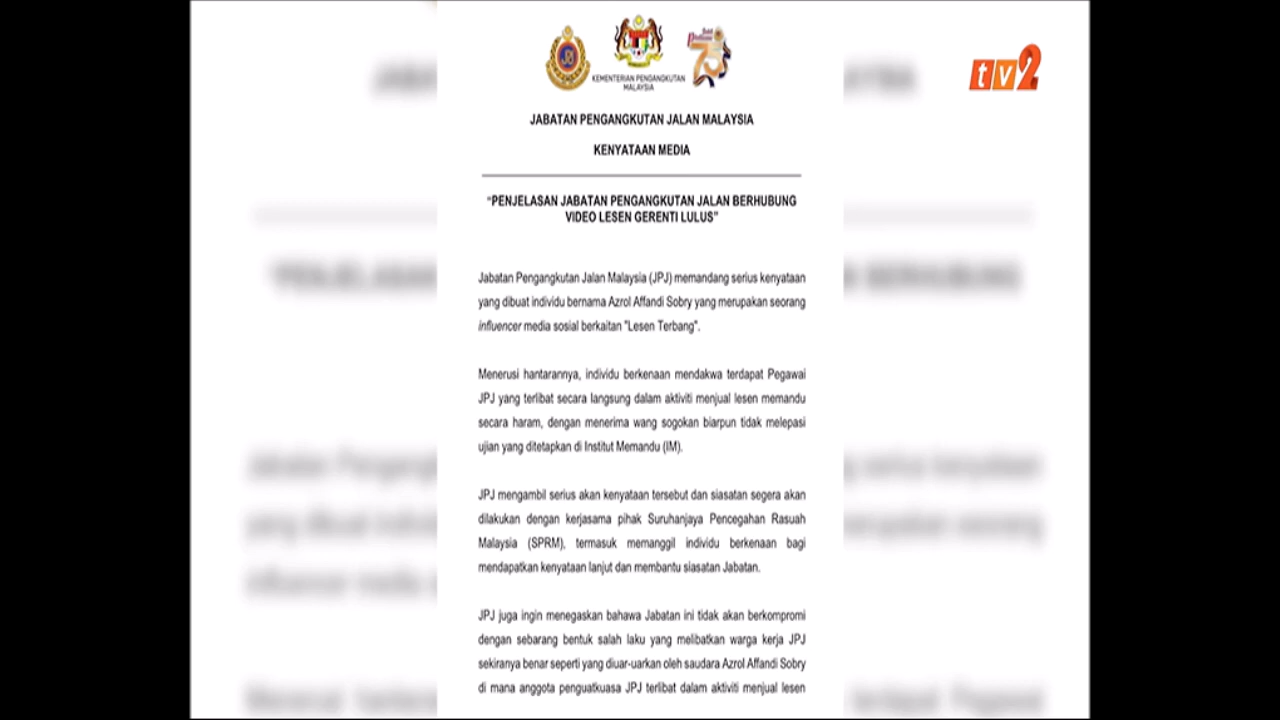 KEMENTERIAN PENGANGKUTAN
MALAYSIA
tv2
JABATAN PENGANGKUTAN JALAN MALAYSIA
KENYATAAN MEDIA
“PENJELASAN JABATAN PENGANGKUTAN JALAN BERHUBUNG
VIDEO LESEN GERENTI LULUS”
Jabatan Pengangkutan Jalan Malaysia (JPJ) memandang serius kenyataan
yang dibuat individu bernama Azrol Affandi Sobry yang merupakan seorang
influencer media sosial berkaitan "Lesen Terbang".
Menerusi hantarannya, individu berkenaan mendakwa terdapat Pegawai
JPJ yang terlibat secara langsung dalam aktiviti menjual lesen memandu
secara haram, dengan menerima wang sogokan biarpun tidak melepasi
ujian yang ditetapkan di Institut Memandu (IM).
JPJ mengambil serius akan kenyataan tersebut dan siasatan segera akan
dilakukan dengan kerjasama pihak Suruhanjaya Pencegahan Rasuah
Malaysia (SPRM), termasuk memanggil individu berkenaan bagi
mendapatkan kenyataan lanjut dan membantu siasatan Jabatan.
JPJ juga ingin menegaskan bahawa Jabatan ini tidak akan berkompromi
dengan sebarang bentuk salah laku yang melibatkan warga kerja JPJ
sekiranya benar seperti yang diuar-uarkan oleh saudara Azrol Affandi Sobry
di mana anggota penguatkuasa JPJ terlibat dalam aktiviti menjual lesen